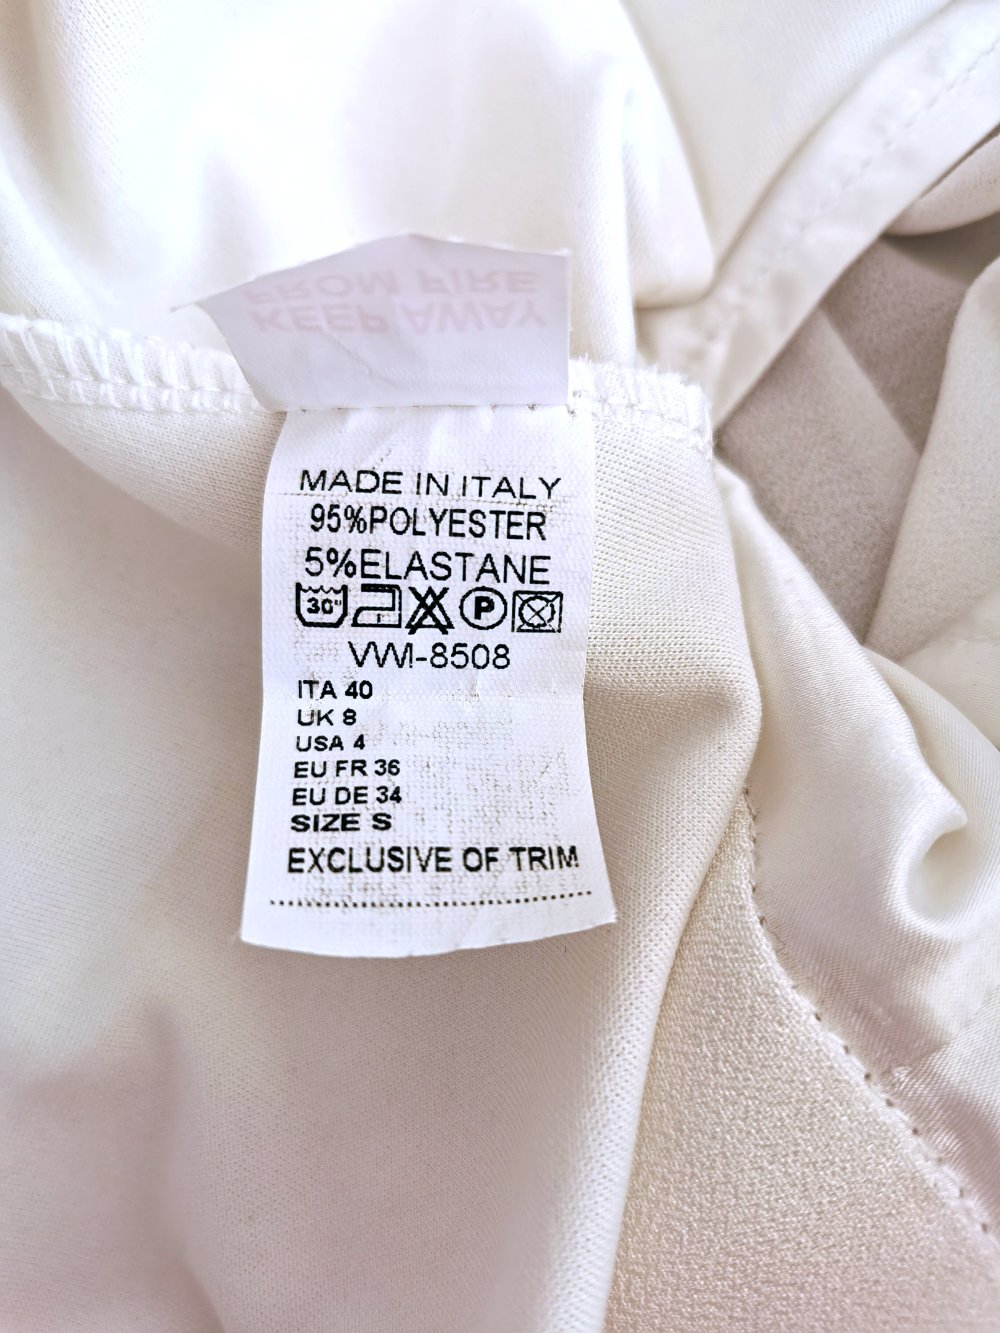 KEEP AWAY
FROM FIRE
MADE IN ITALY
95%POLYESTER
5%ELASTANE
30°
P
VWI-8508
ITA 40
UK 8
USA 4
EU FR 36
EU DE 34
SIZE S
EXCLUSIVE OF TRIM